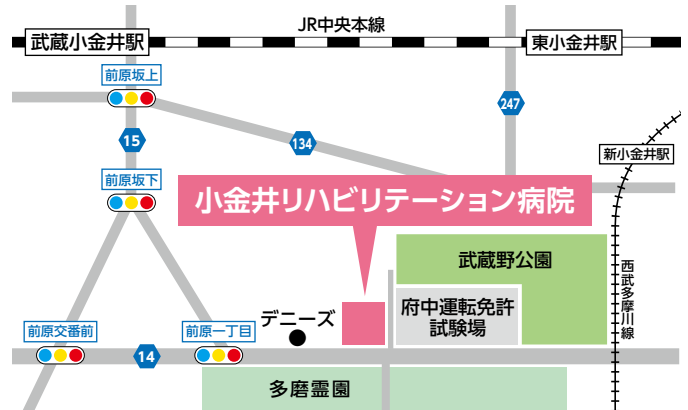 JR中央本線
武蔵小金井駅
東小金井駅
前原坂上
247
15
134
新小金井駅
前原坂下
小金井リハビリテーション病院
武蔵野公園
西武多摩川線
府中運転免許
試験場
デニーズ
前原交番前
前原一丁目
14
多磨霊園